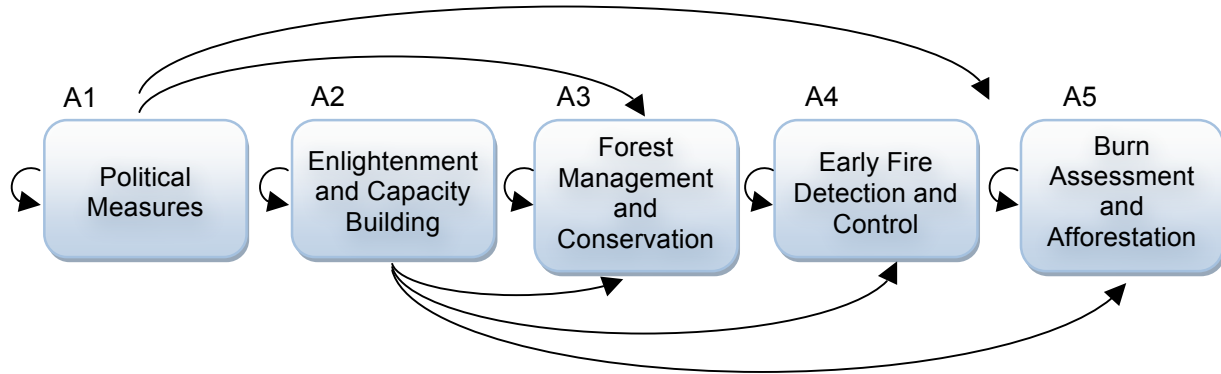 A1
Political
Measures
A2
Enlightenment
and Capacity
Building
A3
Forest
Management
and
Conservation
A4
Early Fire
Detection and
Control
A5
Burn
Assessment
and
Afforestation